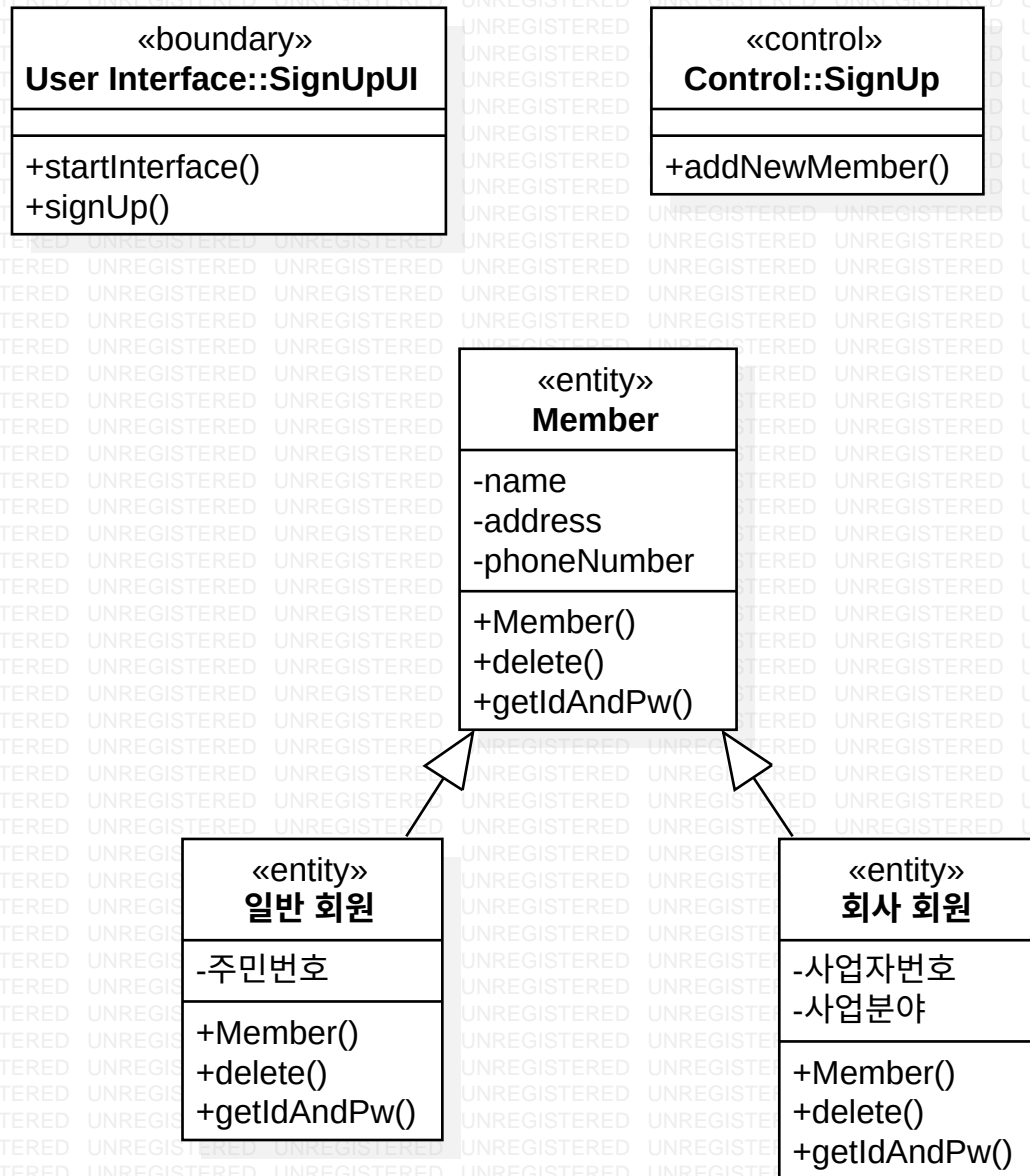 «boundary»
User Interface::SignUpUI
+startInterface()
+signUp()
«control»
Control::SignUp
+addNewMember()
«entity»
Member
-name
-address
-phoneNumber
+Member()
+delete()
+getIdAndPw()
«entity»
일반 회원
-주민번호
+Member()
+delete()
+getIdAndPw()
«entity»
회사 회원
-사업자번호
-사업분야
+Member()
+delete()
+getIdAndPw()
UNREGISTERED